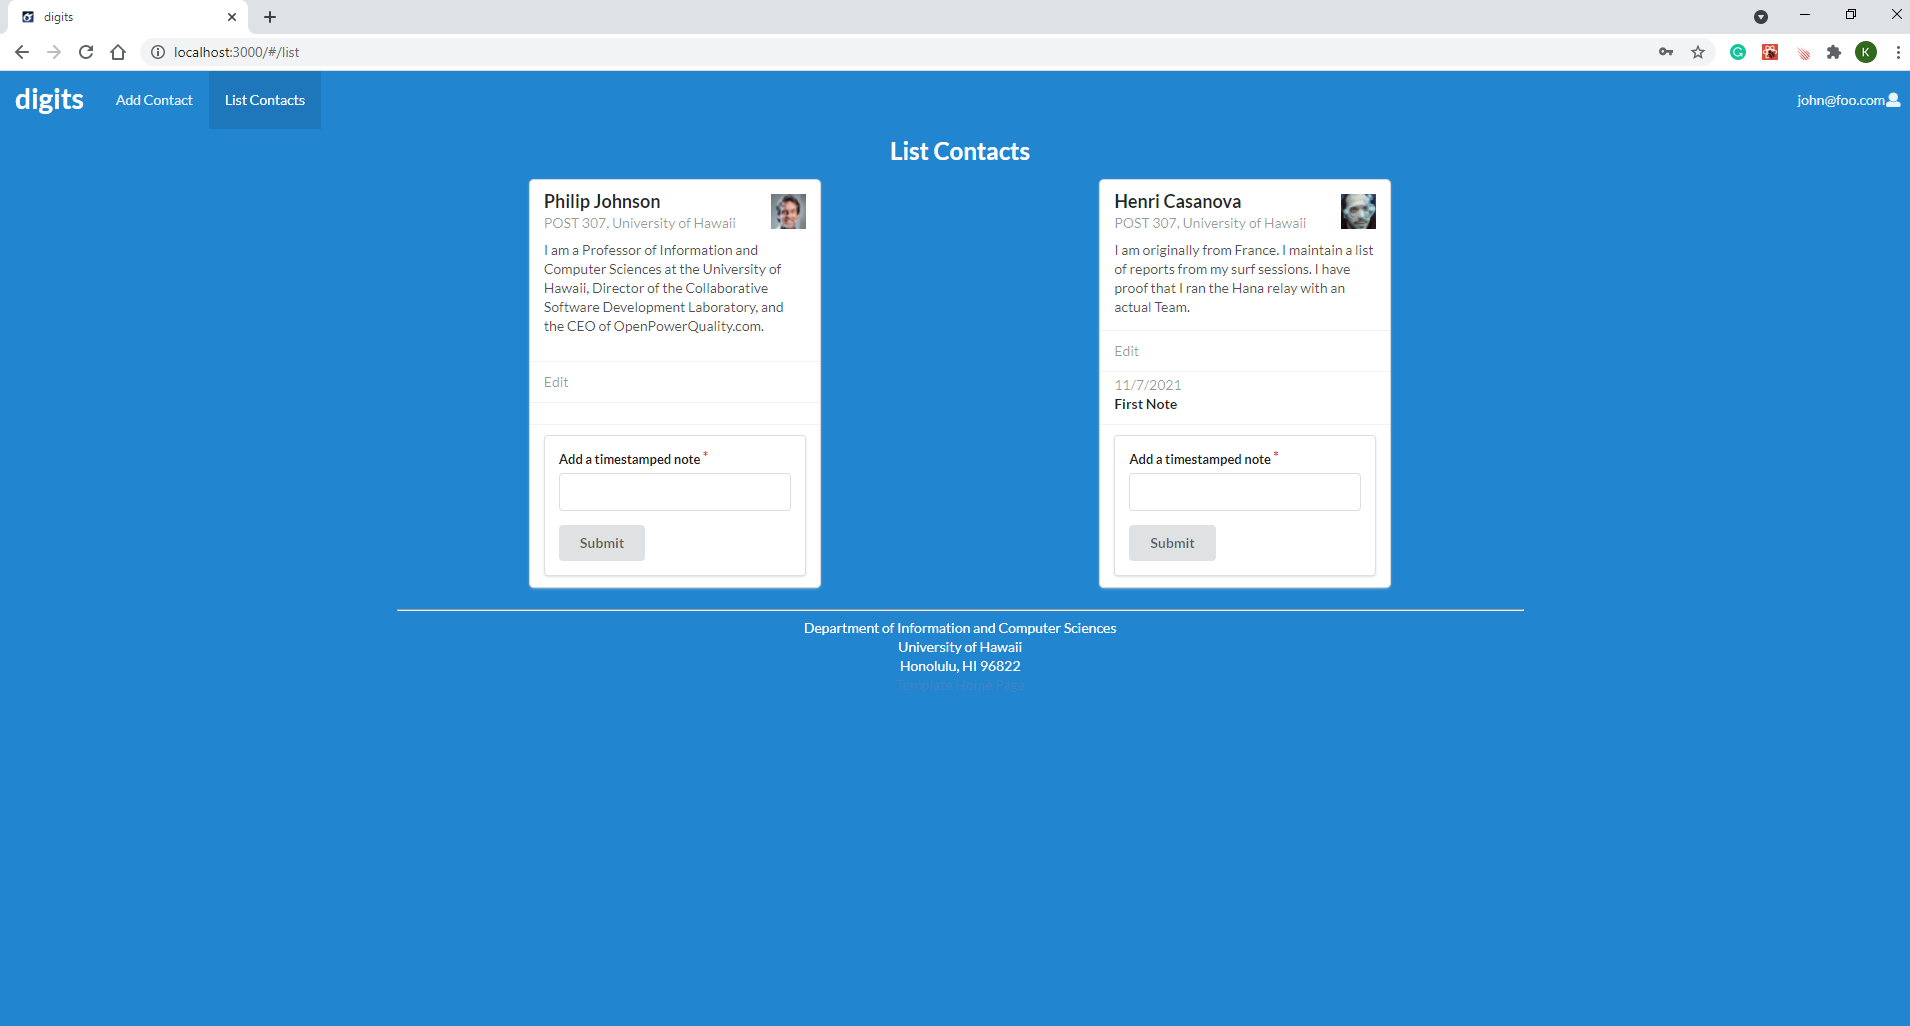 digits
localhost:3000/#/list
K
digits
Add Contact
List Contacts
john@foo.com
List Contacts
Philip Johnson
POST 307, University of Hawaii
I am a Professor of Information and
Computer Sciences at the University of
Hawaii, Director of the Collaborative
Software Development Laboratory, and
the CEO of OpenPowerQuality.com.
Edit
Add a timestamped note *
Submit
Henri Casanova
POST 307, University of Hawaii
I am originally from France. I maintain a list
of reports from my surf sessions. I have
proof that I ran the Hana relay with an
actual Team.
Edit
11/7/2021
First Note
Add a timestamped note *
Submit
Department of Information and Computer Sciences
University of Hawaii
Honolulu, HI 96822
Template Home Page